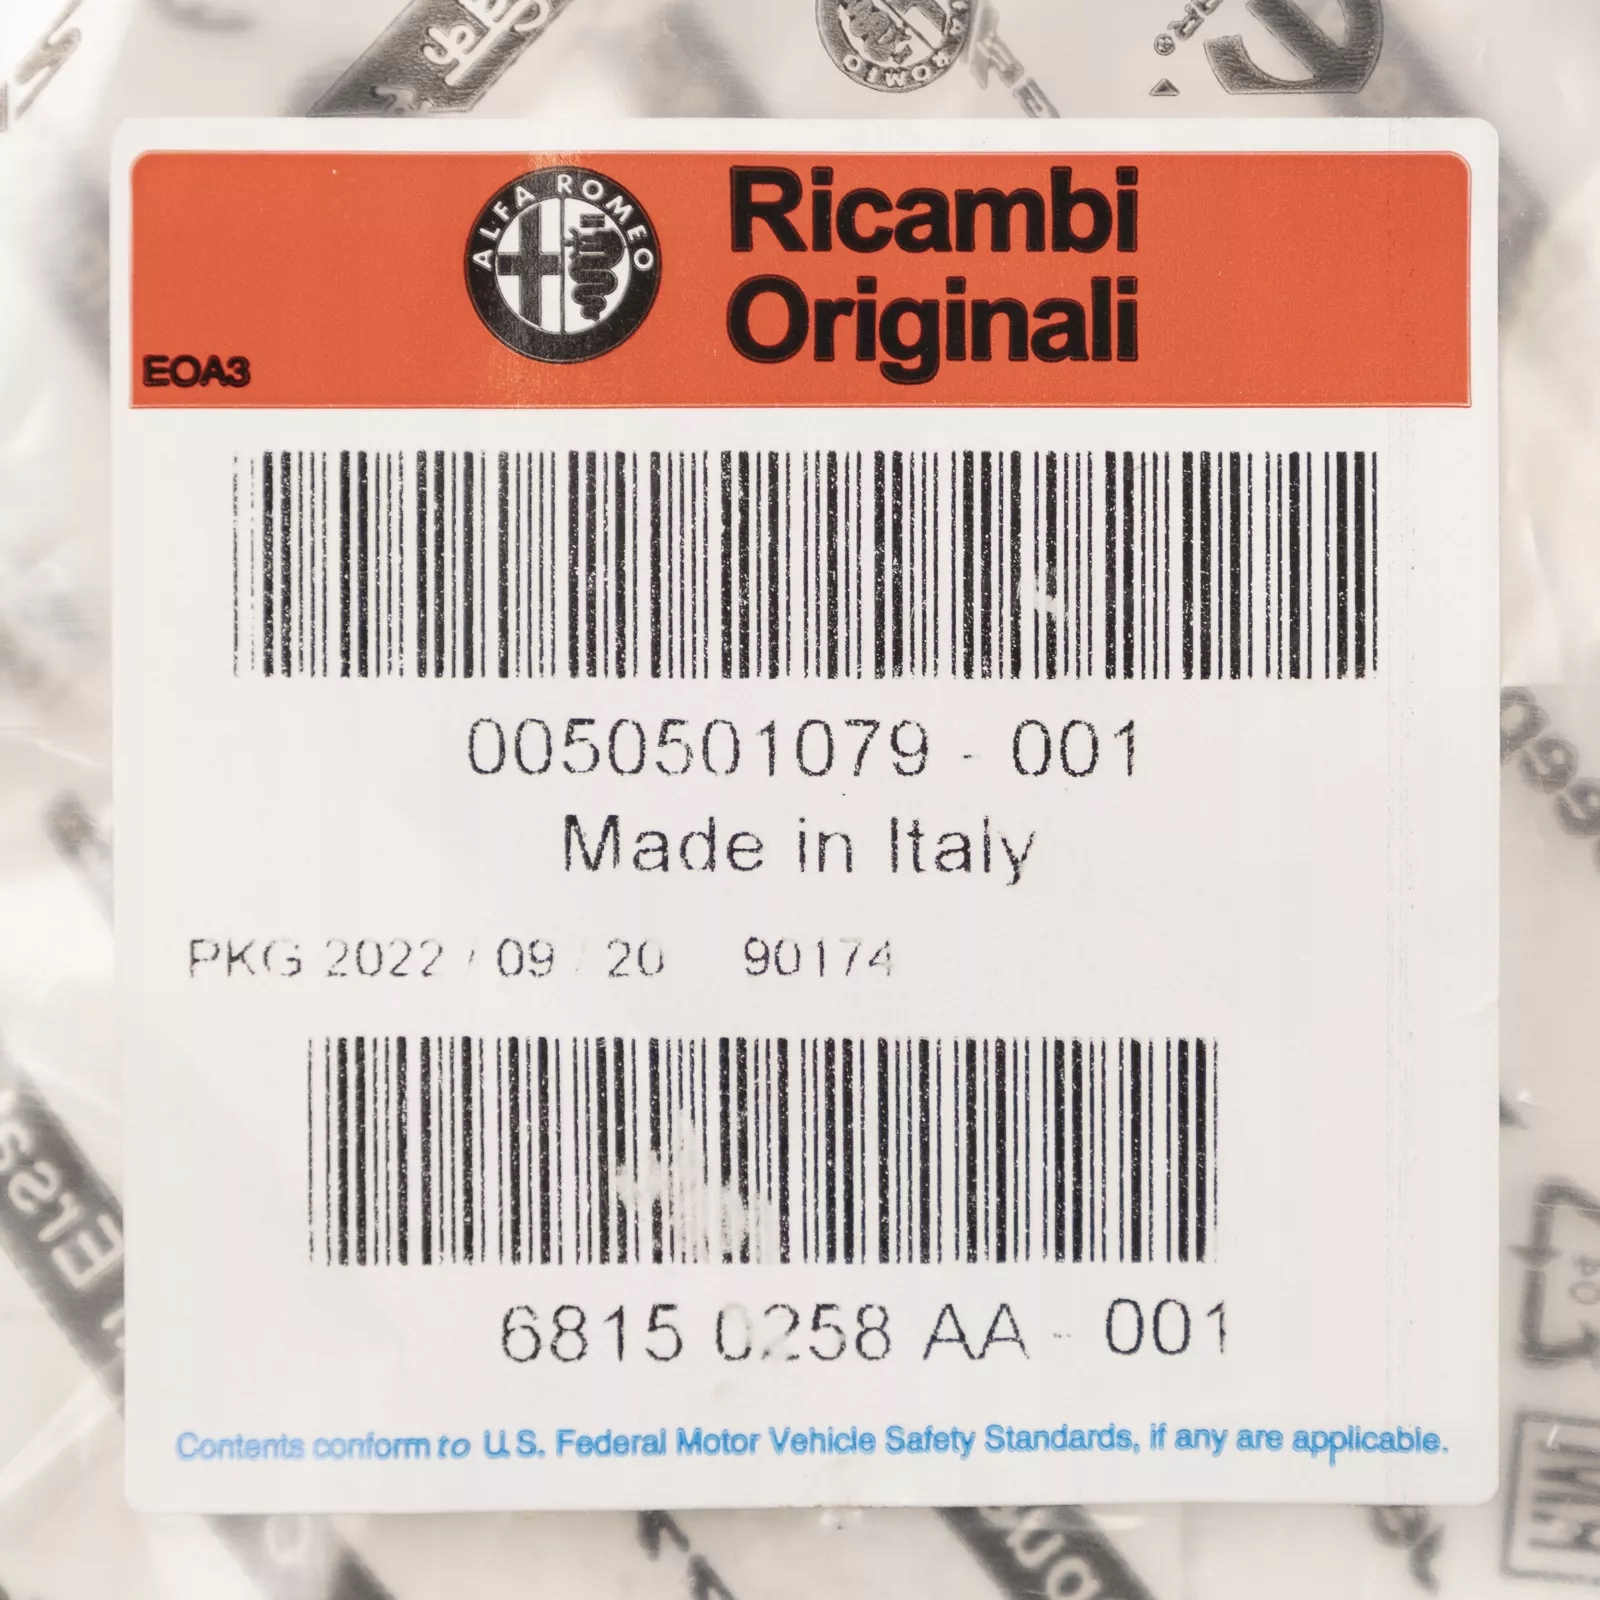 ALFA ROMEO
Ricambi
Originali
EOA3
0050501079 - 001
Made in Italy
PKG 2022 / 09 / 20 90174
6815 0258 AA - 001
Contents conform to U.S. Federal Motor Vehicle Safety Standards, if any are applicable.